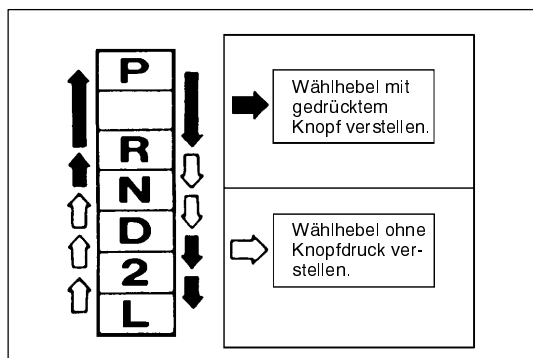 P
R
N
D
2
L
Wählhebel mit
gedrücktem
Knopf verstellen.
Wählhebel ohne
Knopfdruck ver-
stellen.